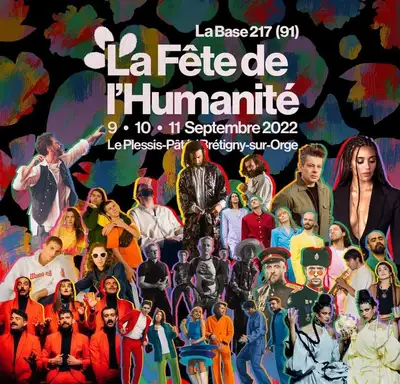 La Base 217 (91)
La Fête de
l'Humanité
9 • 10 • 11 Septembre 2022
Le Plessis-Pâté / Brétigny-sur-Orge